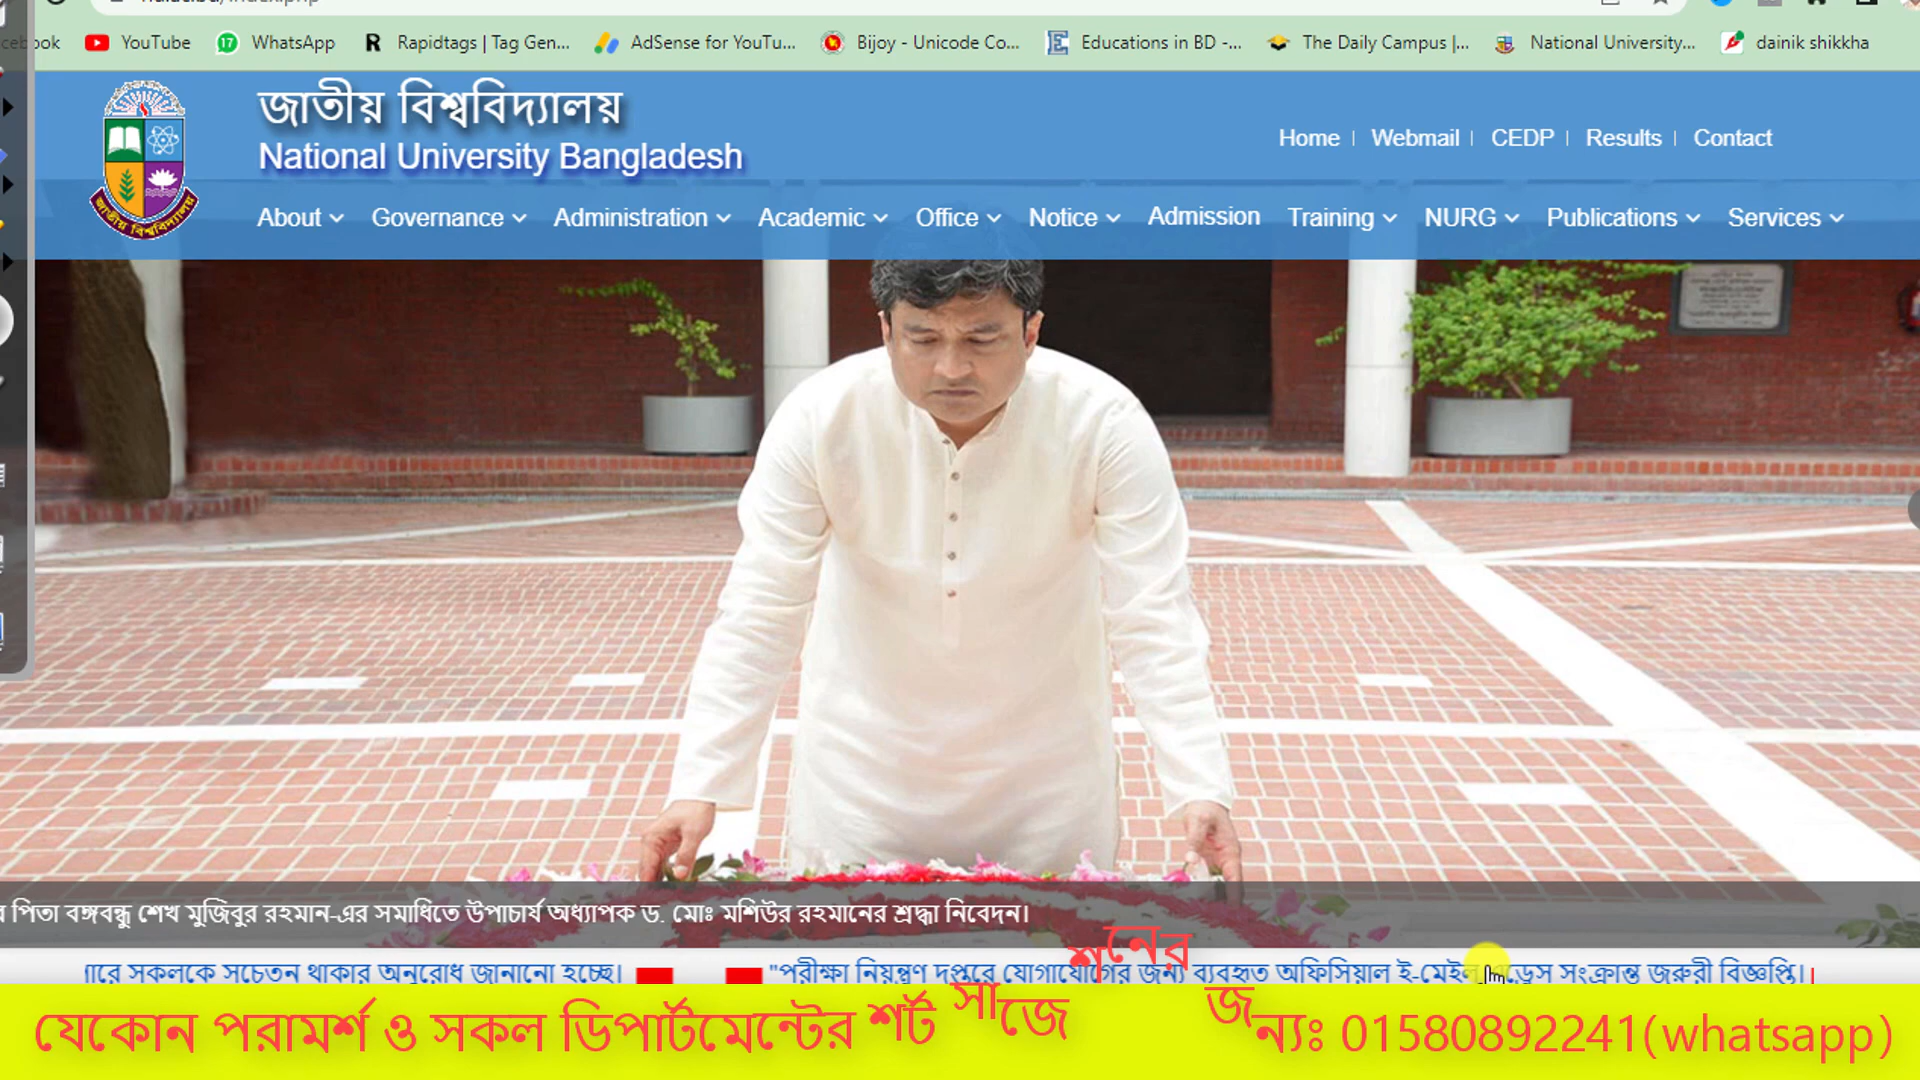 YouTube WhatsApp Rapidtags | Tag Gen... AdSense for YouTu... Bijoy - Unicode Co... Educations in BD -... The Daily Campus |... National University... dainik shikkha
জাতীয় বিশ্ববিদ্যালয়
National University Bangladesh
Home | Webmail | CEDP | Results | Contact
About Governance Administration Academic Office Notice Admission Training NURG Publications Services
পিতা বঙ্গবন্ধু শেখ মুজিবুর রহমান-এর সমাধিতে উপাচার্য অধ্যাপক ড. মোঃ মশিউর রহমানের শ্রদ্ধা নিবেদন।
সকলকে সচেতন থাকার অনুরোধ জানানো হচ্ছে। "পরীক্ষা নিয়ন্ত্রণ দপ্তরে যোগাযোগের জন্য ব্যবহৃত অফিসিয়াল ই-মেইল সংক্রান্ত জরুরী বিজ্ঞপ্তি।
যেকোন পরামর্শ ও সকল ডিপার্টমেন্টের শর্ট সাজেশনের জন্যঃ 01580892241(whatsapp)